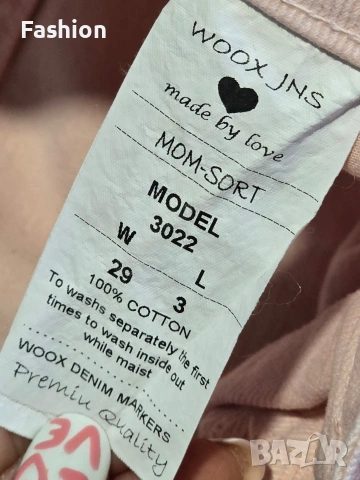 Fashion
WOOX JNS
made by love
MOM-SORT
MODEL
3022
W L
29 3
100% COTTON
To washs separately the first
times to wash inside out
while maist
WOOX DENIM MARKERS
Premiu Quality
BAZAR